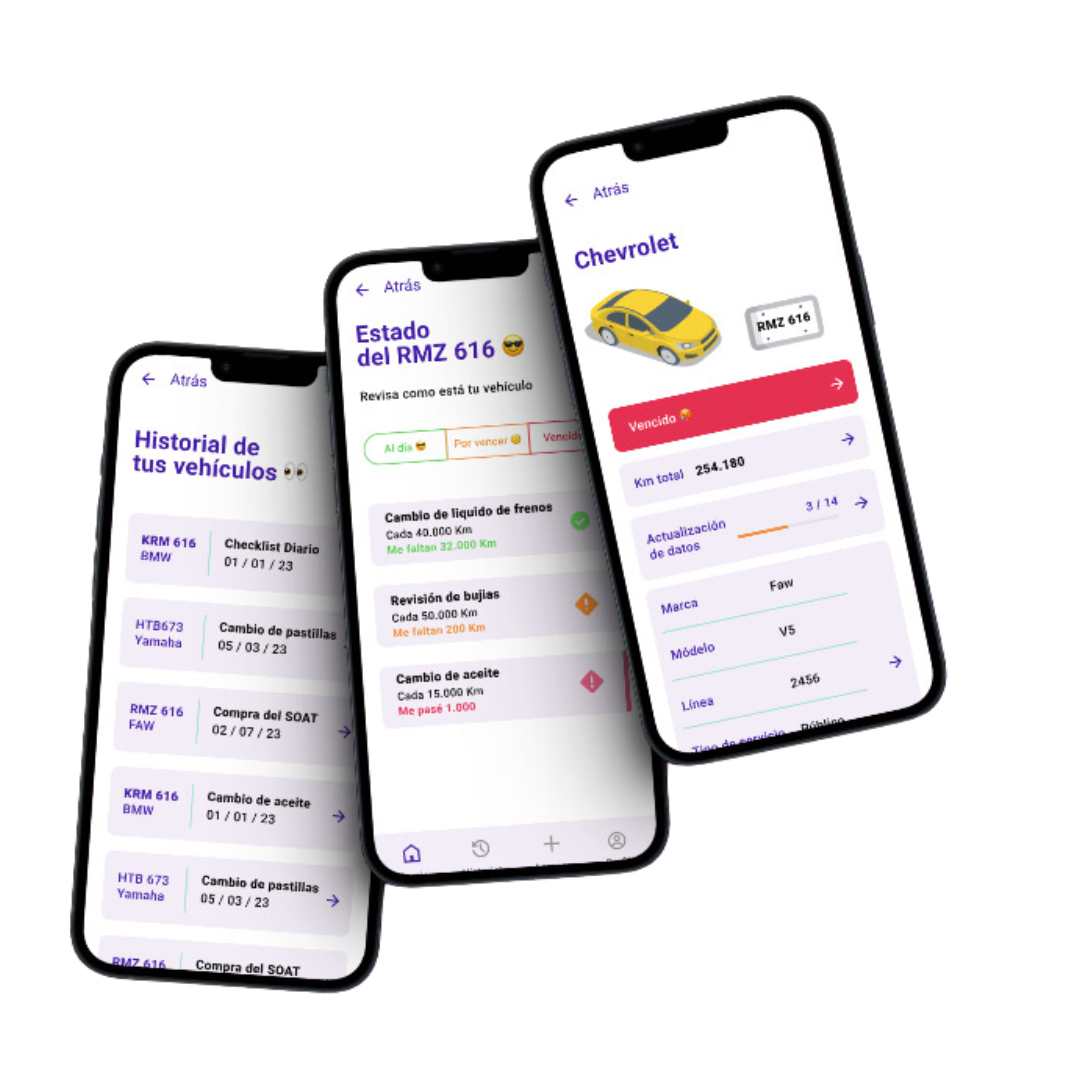 ← Atrás
Historial de
tus vehículos 👀
KRM 616
BMW
Checklist Diario
01 / 01 / 23
HTB673
Yamaha
Cambio de pastillas
05 / 03 / 23
RMZ 616
FAW
Compra del SOAT
02 / 07 / 23
KRM 616
BMW
Cambio de aceite
01 / 01 / 23
HTB 673
Yamaha
Cambio de pastillas
05 / 03 / 23
RMZ 616
Compra del SOAT
← Atrás
Estado
del RMZ 616 😎
Revisa como está tu vehículo
Al día 😎
Por vencer
Vencido
Cambio de liquido de frenos
Cada 40.000 Km
Me faltan 32.000 Km
Revisión de bujias
Cada 50.000 Km
Me faltan 200 Km
Cambio de aceite
Cada 15.000 Km
Me pasé 1.000
← Atrás
Chevrolet
RMZ 616
Vencido
Km total 254.180
Actualización
de datos
3 / 14
Marca Faw
Módelo V5
Línea 2456
Tipo de servicio Público